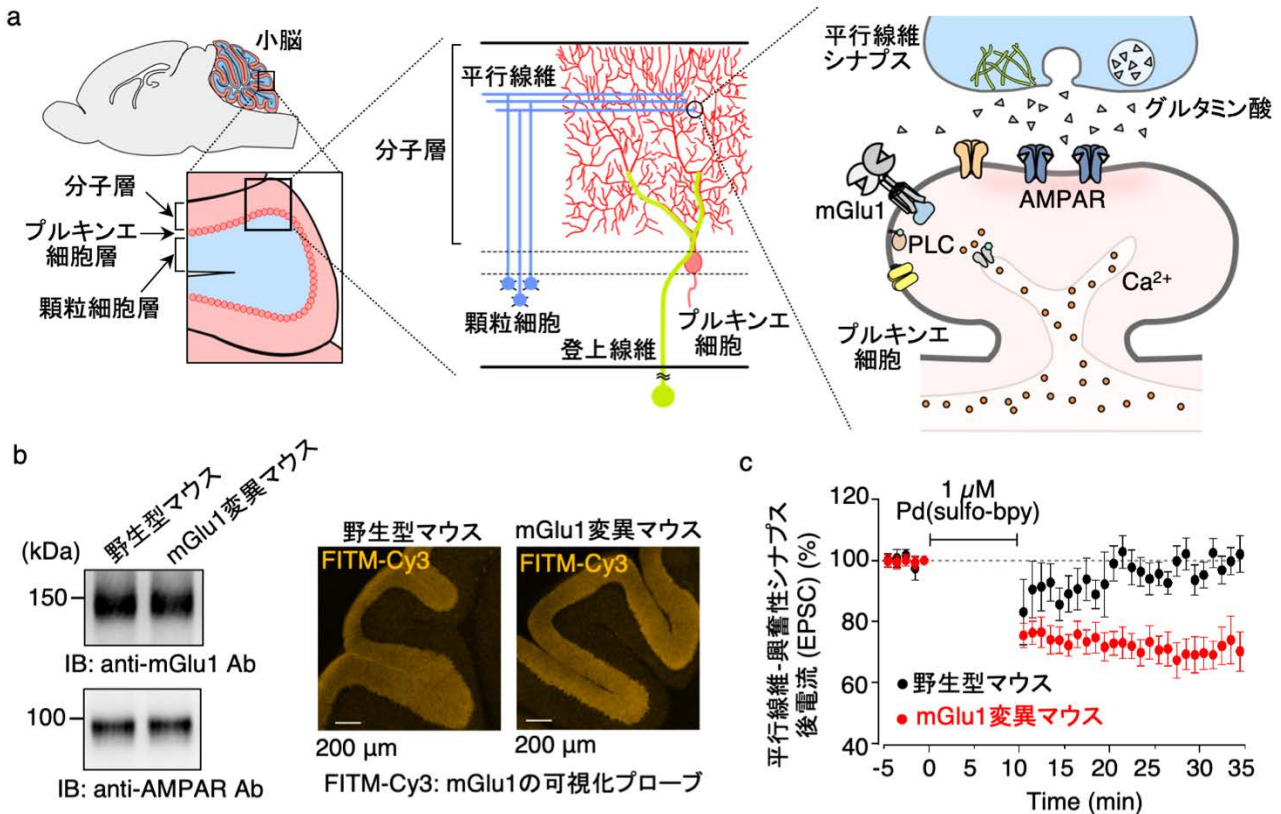 a
小脳
分子層
プルキンエ
細胞層
顆粒細胞層
平行線維
分子層
顆粒細胞
登上線維
プルキンエ
細胞
平行線維
シナプス
グルタミン酸
mGlu1
AMPAR
PLC
Ca²⁺
プルキンエ
細胞
b
野生型マウス
mGlu1変異マウス
(kDa)
150
IB: anti-mGlu1 Ab
100
IB: anti-AMPAR Ab
野生型マウス
FITM-Cy3
200 µm
mGlu1変異マウス
FITM-Cy3
200 µm
FITM-Cy3: mGlu1の可視化プローブ
c
1 µM
Pd(sulfo-bpy)
平行線維-興奮性シナプス
後電流 (EPSC) (%)
120
100
80
60
40
野生型マウス
mGlu1変異マウス
-5 0 5 10 15 20 25 30 35
Time (min)